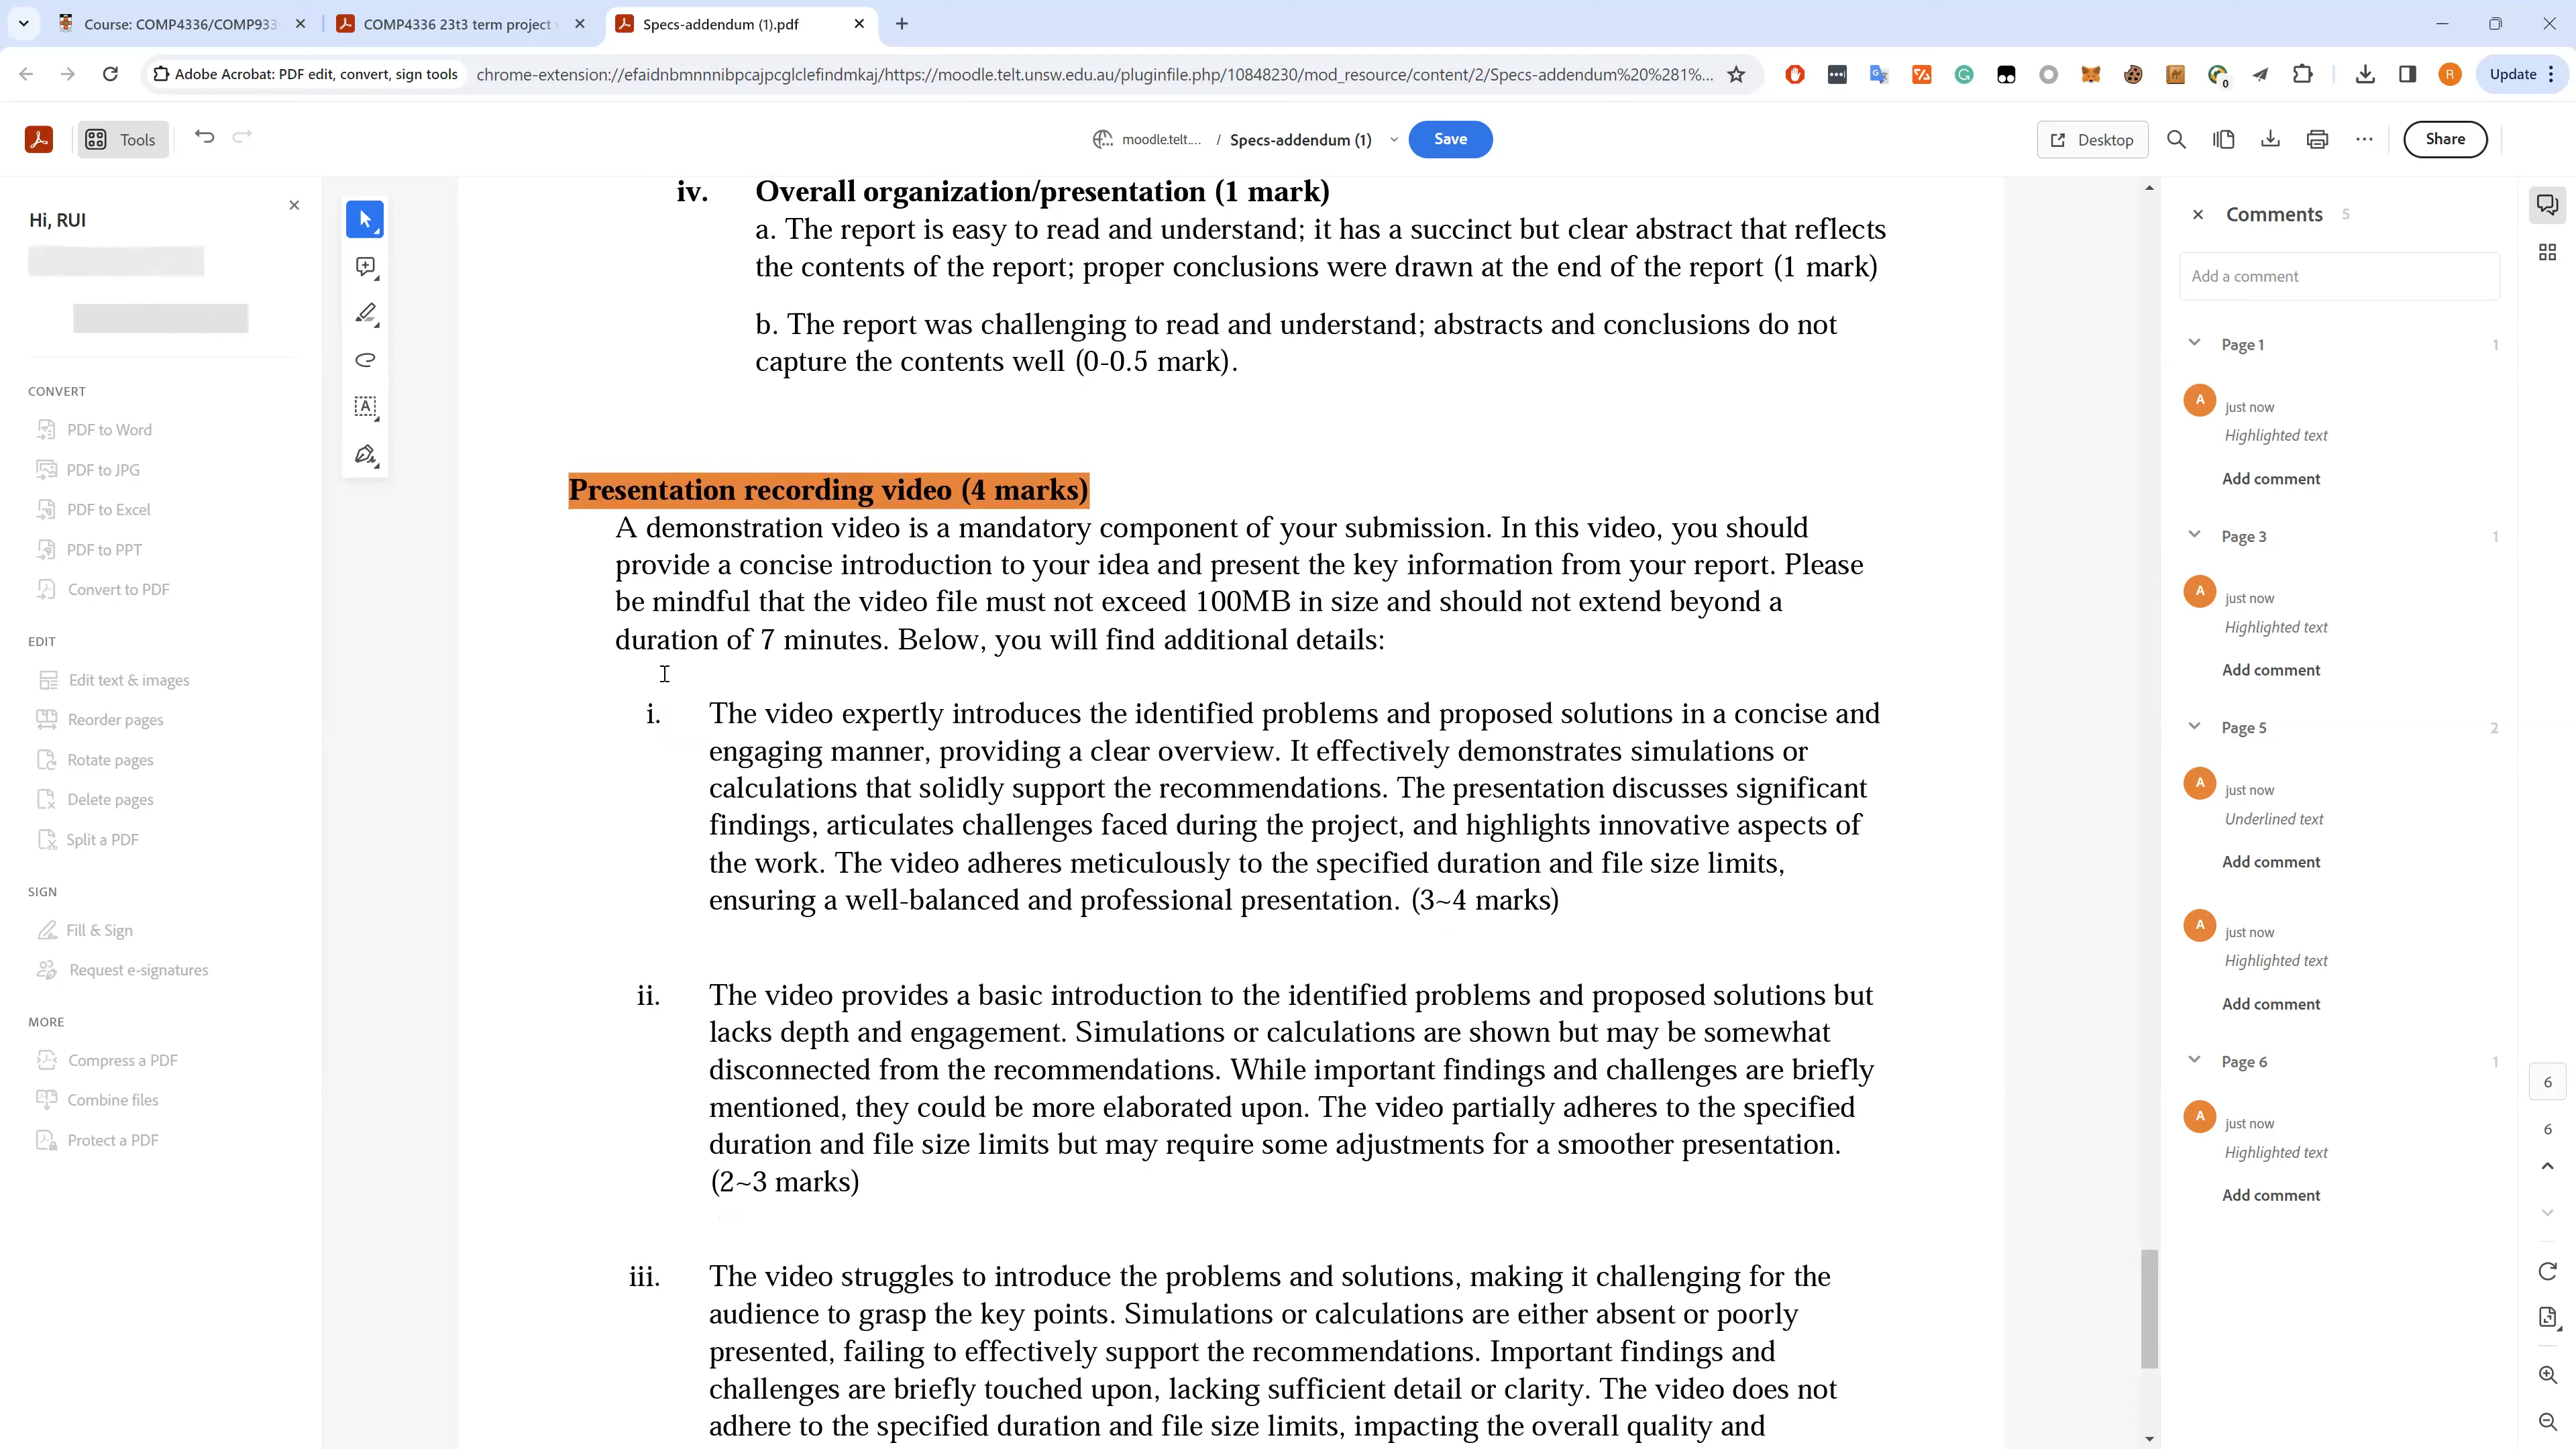 Course: COMP4336/COMP933
COMP4336 23t3 term project
Specs-addendum (1).pdf
Adobe Acrobat: PDF edit, convert, sign tools
chrome-extension://efaidnbmnnnibpcajpcglclefindmkaj/https://moodle.telt.unsw.edu.au/pluginfile.php/10848230/mod_resource/content/2/Specs-addendum%20%281%...
0
R
Update
Tools
moodle.telt.... / Specs-addendum (1)
Save
Desktop
Share
Hi, RUI
CONVERT
PDF to Word
PDF to JPG
PDF to Excel
PDF to PPT
Convert to PDF
EDIT
Edit text & images
Reorder pages
Rotate pages
Delete pages
Split a PDF
SIGN
Fill & Sign
Request e-signatures
MORE
Compress a PDF
Combine files
Protect a PDF
iv. Overall organization/presentation (1 mark)
a. The report is easy to read and understand; it has a succinct but clear abstract that reflects
the contents of the report; proper conclusions were drawn at the end of the report (1 mark)
b. The report was challenging to read and understand; abstracts and conclusions do not
capture the contents well (0-0.5 mark).
Presentation recording video (4 marks)
A demonstration video is a mandatory component of your submission. In this video, you should
provide a concise introduction to your idea and present the key information from your report. Please
be mindful that the video file must not exceed 100MB in size and should not extend beyond a
duration of 7 minutes. Below, you will find additional details:
i. The video expertly introduces the identified problems and proposed solutions in a concise and
engaging manner, providing a clear overview. It effectively demonstrates simulations or
calculations that solidly support the recommendations. The presentation discusses significant
findings, articulates challenges faced during the project, and highlights innovative aspects of
the work. The video adheres meticulously to the specified duration and file size limits,
ensuring a well-balanced and professional presentation. (3~4 marks)
ii. The video provides a basic introduction to the identified problems and proposed solutions but
lacks depth and engagement. Simulations or calculations are shown but may be somewhat
disconnected from the recommendations. While important findings and challenges are briefly
mentioned, they could be more elaborated upon. The video partially adheres to the specified
duration and file size limits but may require some adjustments for a smoother presentation.
(2~3 marks)
iii. The video struggles to introduce the problems and solutions, making it challenging for the
audience to grasp the key points. Simulations or calculations are either absent or poorly
presented, failing to effectively support the recommendations. Important findings and
challenges are briefly touched upon, lacking sufficient detail or clarity. The video does not
adhere to the specified duration and file size limits, impacting the overall quality and
Comments 5
Add a comment
Page 1 1
A
just now
Highlighted text
Add comment
Page 3 1
A
just now
Highlighted text
Add comment
Page 5 2
A
just now
Underlined text
Add comment
A
just now
Highlighted text
Add comment
Page 6 1
A
just now
Highlighted text
Add comment
6
6